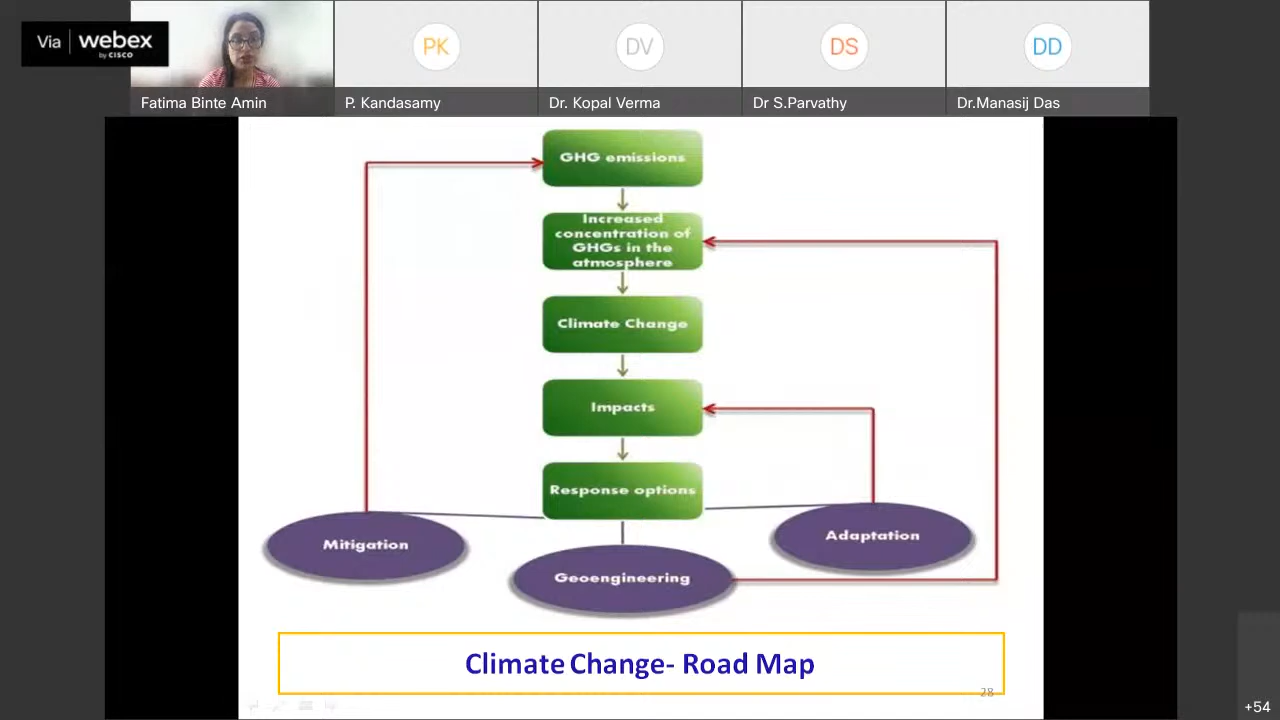 Via webex
by CISCO
PK
DV
DS
DD
Fatima Binte Amin
P. Kandasamy
Dr. Kopal Verma
Dr S.Parvathy
Dr.Manasij Das
GHG emissions
Increased
concentration of
GHGs in the
atmosphere
Climate Change
Impacts
Response options
Mitigation
Adaptation
Geoengineering
Climate Change- Road Map
28
+54